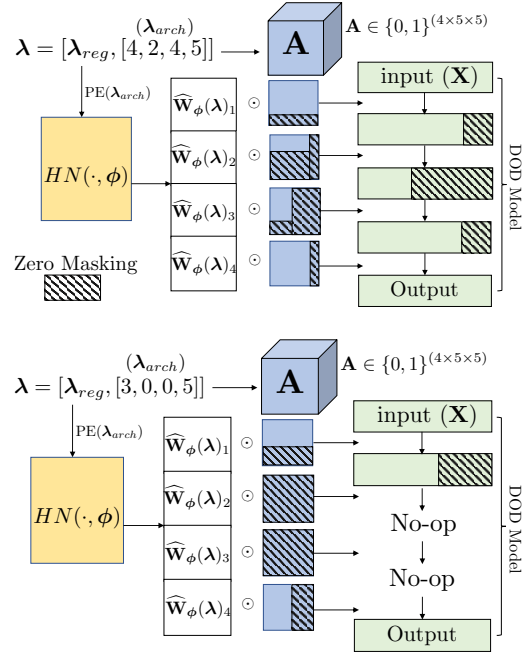 (λ_arch)
λ = [λ_reg, [4, 2, 4, 5]]
A
A ∈ {0, 1}^(4×5×5)
PE(λ_arch)
HN(·, ϕ)
Ŵ_ϕ(λ)_1 ⊙
Ŵ_ϕ(λ)_2 ⊙
Ŵ_ϕ(λ)_3 ⊙
Ŵ_ϕ(λ)_4 ⊙
input (X)
Output
DOD Model
Zero Masking
(λ_arch)
λ = [λ_reg, [3, 0, 0, 5]]
A
A ∈ {0, 1}^(4×5×5)
PE(λ_arch)
HN(·, ϕ)
Ŵ_ϕ(λ)_1 ⊙
Ŵ_ϕ(λ)_2 ⊙
Ŵ_ϕ(λ)_3 ⊙
Ŵ_ϕ(λ)_4 ⊙
input (X)
No-op
No-op
Output
DOD Model